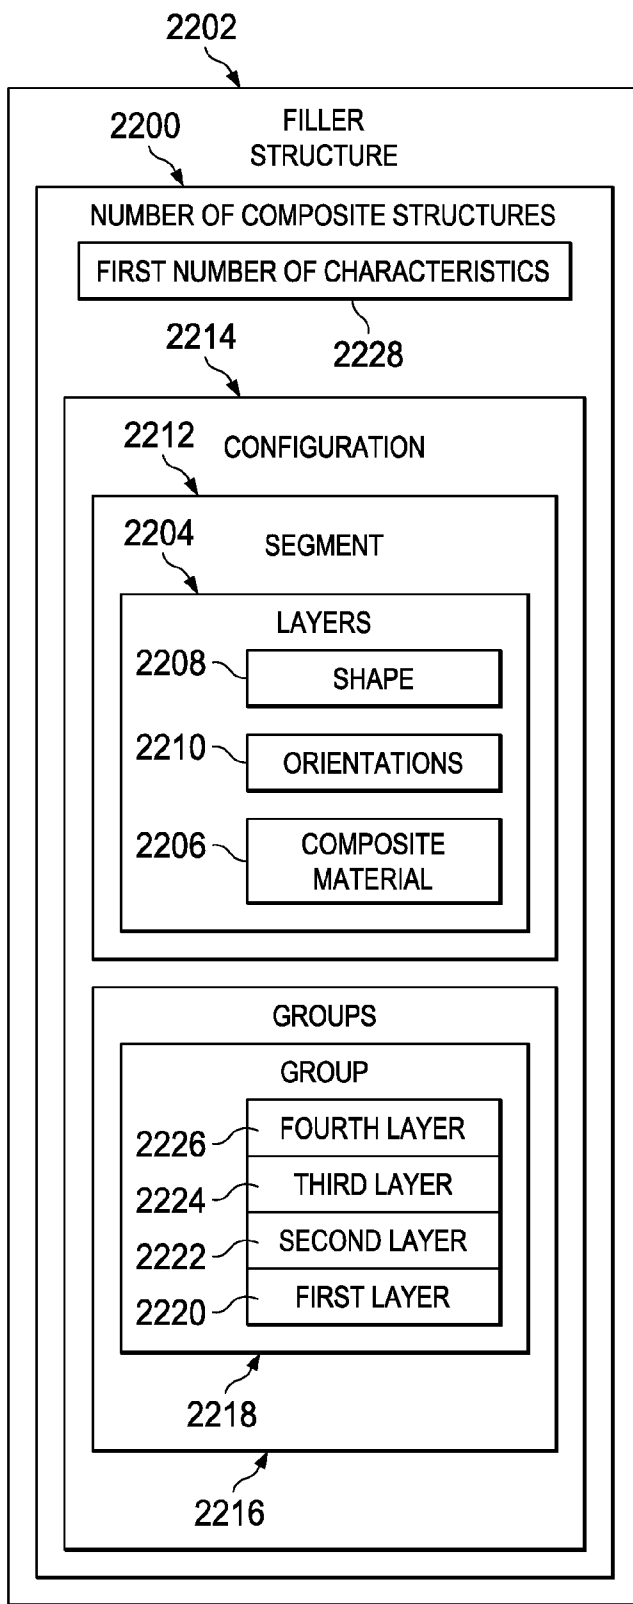 2202
FILLER
STRUCTURE
2200
NUMBER OF COMPOSITE STRUCTURES
FIRST NUMBER OF CHARACTERISTICS
2228
2214
CONFIGURATION
2212
SEGMENT
2204
LAYERS
2208
SHAPE
2210
ORIENTATIONS
2206
COMPOSITE
MATERIAL
GROUPS
GROUP
2226
FOURTH LAYER
2224
THIRD LAYER
2222
SECOND LAYER
2220
FIRST LAYER
2218
2216